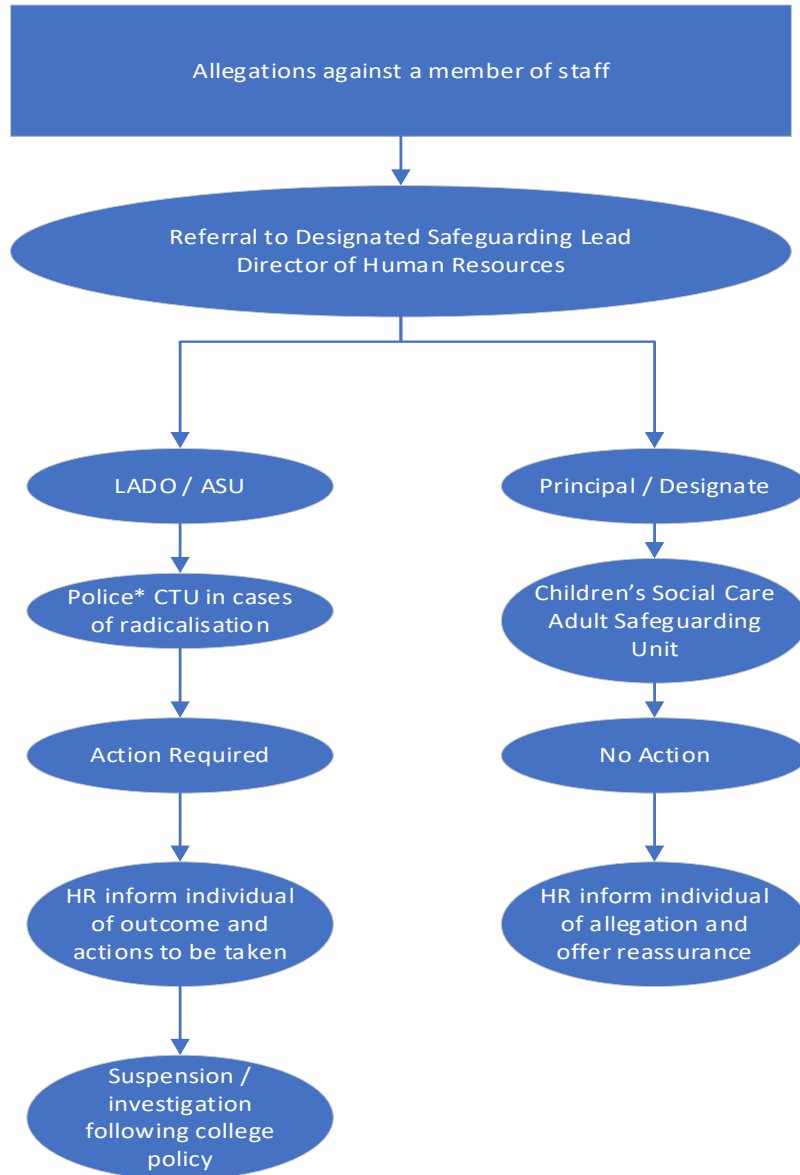 Allegations against a member of staff
Referral to Designated Safeguarding Lead
Director of Human Resources
LADO / ASU
Police* CTU in cases
of radicalisation
Action Required
HR inform individual
of outcome and
actions to be taken
Suspension /
investigation
following college
policy
Principal / Designate
Children’s Social Care
Adult Safeguarding
Unit
No Action
HR inform individual
of allegation and
offer reassurance